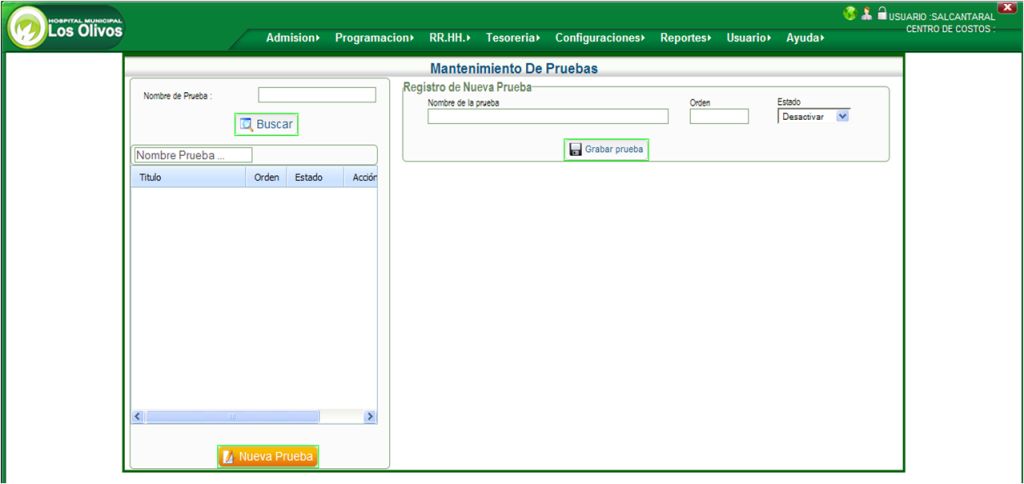 HOSPITAL MUNICIPAL
Los Olivos
USUARIO :SALCANTARAL
CENTRO DE COSTOS :
Admision Programacion RR.HH. Tesoreria Configuraciones Reportes Usuario Ayuda
Mantenimiento De Pruebas
Nombre de Prueba :
Buscar
Nombre Prueba ...
Titulo Orden Estado Acción
Nueva Prueba
Registro de Nueva Prueba
Nombre de la prueba Orden Estado
Desactivar
Grabar prueba